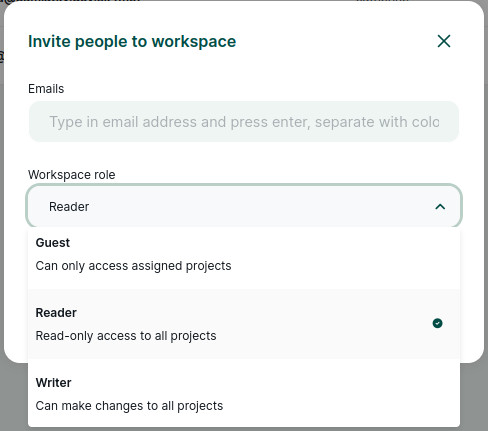 Invite people to workspace
Emails
Type in email address and press enter, separate with colo
Workspace role
Reader
Guest
Can only access assigned projects
Reader
Read-only access to all projects
Writer
Can make changes to all projects